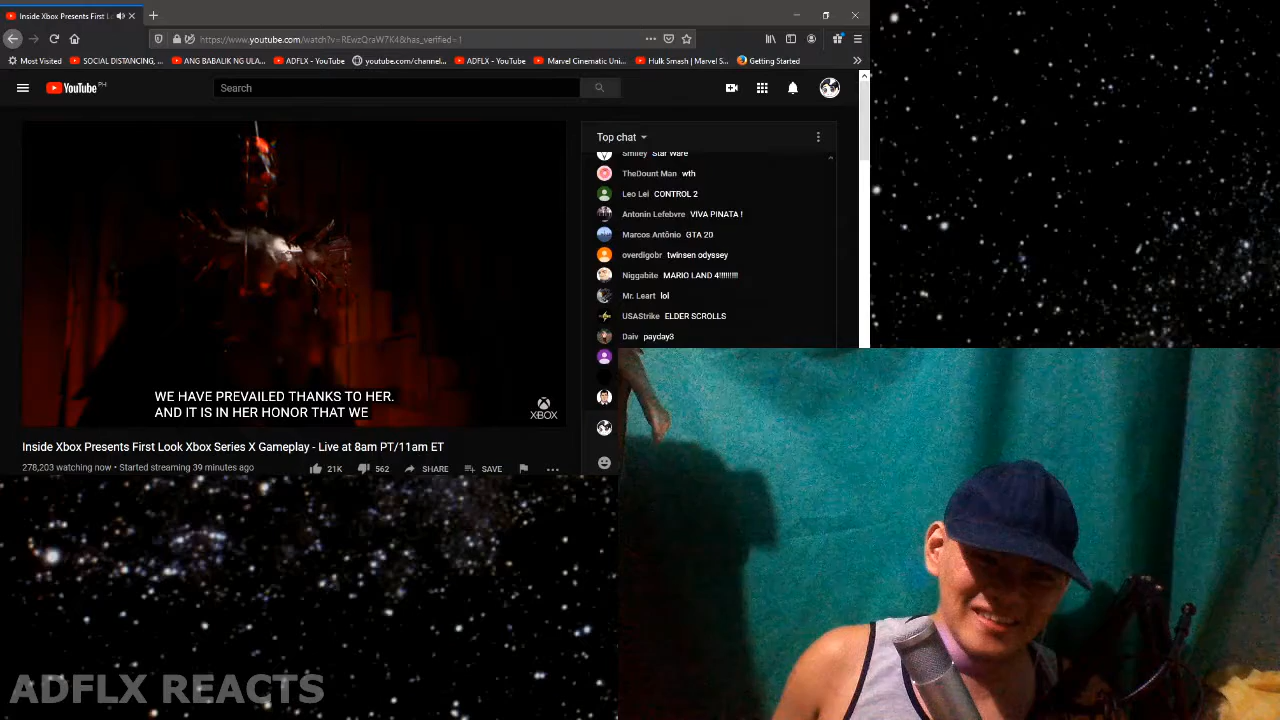 Inside Xbox Presents First L
https://www.youtube.com/watch?v=REwzQraW7K4&has_verified=1
Most Visited
SOCIAL DISTANCING, ...
ANG BABALIK NG ULA...
ADFLX - YouTube
youtube.com/channel...
ADFLX - YouTube
Marvel Cinematic Uni...
Hulk Smash | Marvel S...
Getting Started
YouTube PH
Search
WE HAVE PREVAILED THANKS TO HER.
AND IT IS IN HER HONOR THAT WE
XBOX
Inside Xbox Presents First Look Xbox Series X Gameplay - Live at 8am PT/11am ET
278,203 watching now • Started streaming 39 minutes ago
21K
562
SHARE
SAVE
Top chat
Smiley Star Ware
TheDount Man wth
Leo Lei CONTROL 2
Antonin Lefebvre VIVA PINATA !
Marcos Antônio GTA 20
overdigobr twinsen odyssey
Niggabite MARIO LAND 4!!!!!!!!!
Mr. Leart lol
USAStrike ELDER SCROLLS
Daiv payday3
ADFLX REACTS